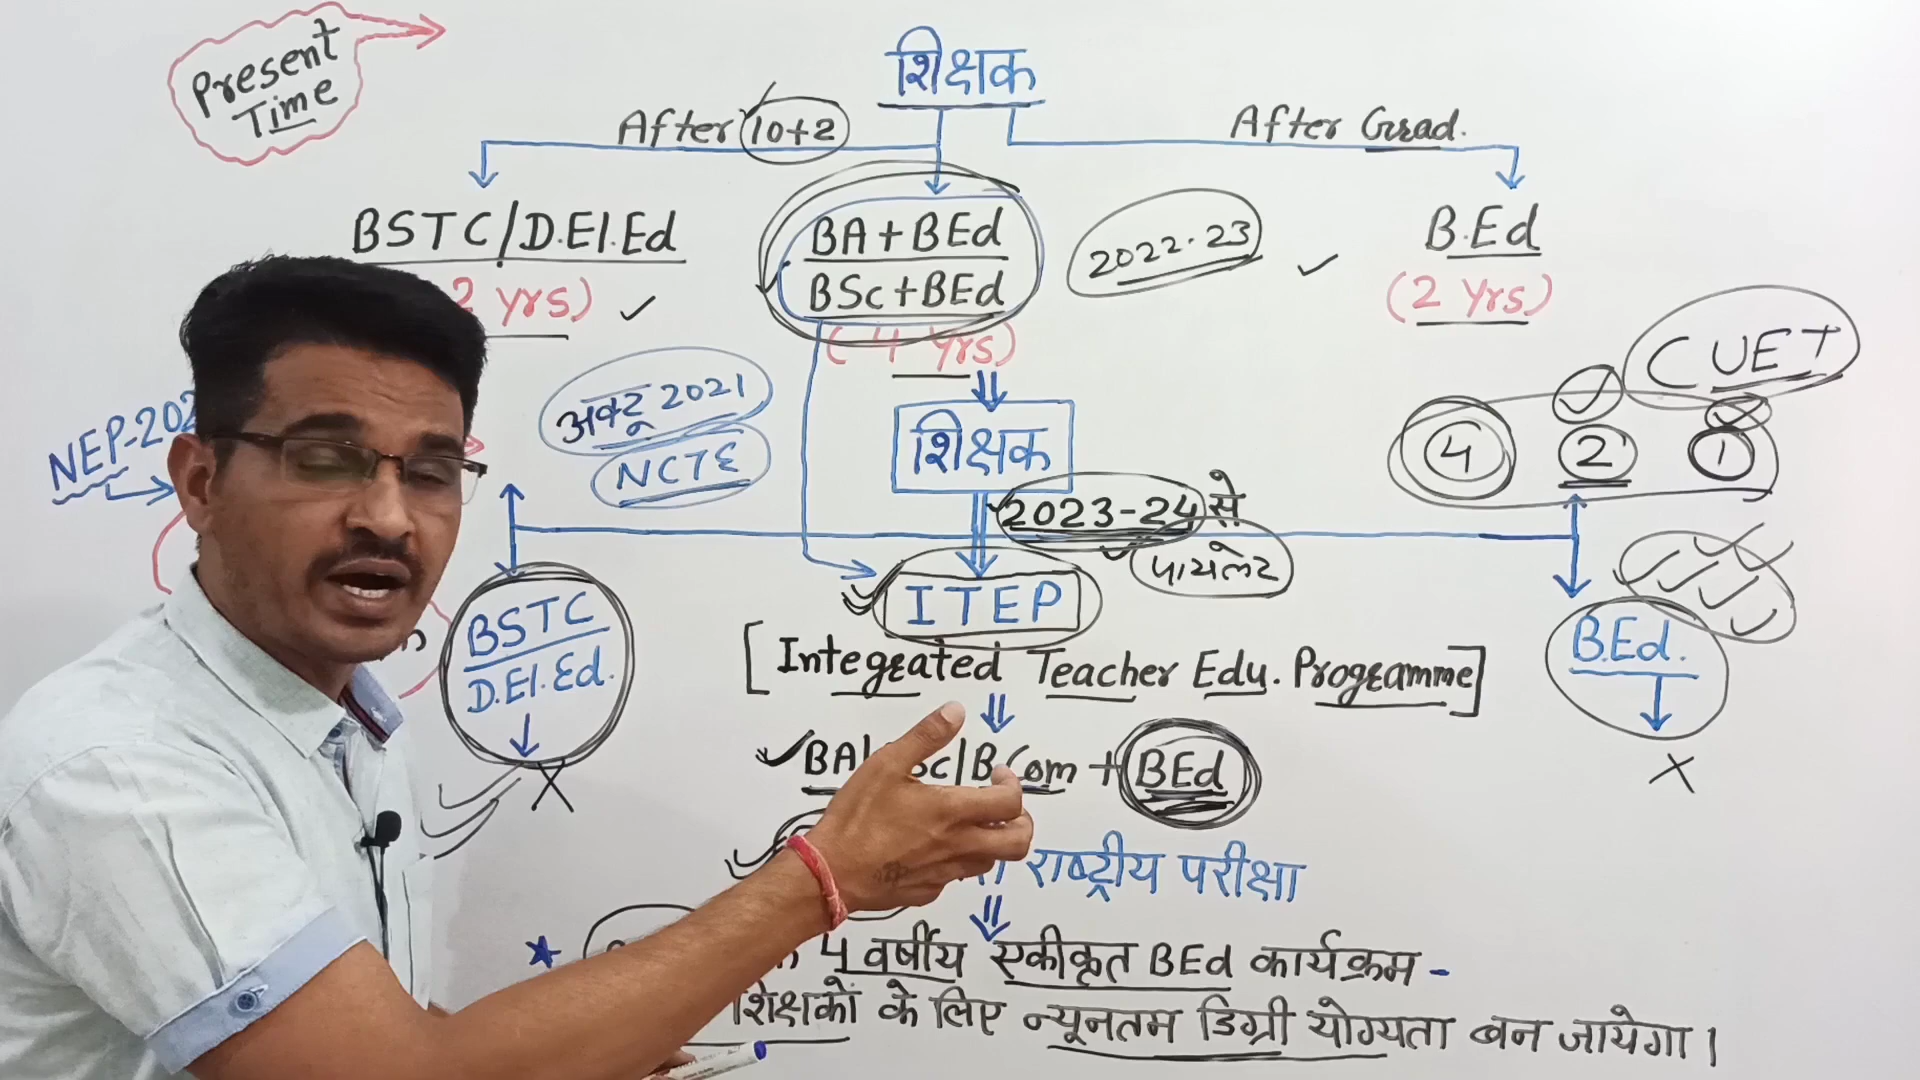 Present
Time
शिक्षक
After 10+2
After Grad.
BSTC/D.El.Ed
2 yrs)
BA+BEd
BSc+BEd
(4 yrs)
2022-23
B.Ed
(2 yrs)
CUET
NEP-202
अक्टू 2021
NCTE
शिक्षक
4 2 1
2023-24 से
पायलेट
ITEP
BSTC
D.El.Ed.
B.Ed.
[Integrated Teacher Edu. Programme]
BA/ Sc/B.Com + BEd
X
X
राष्ट्रीय परीक्षा
★ 4 वर्षीय एकीकृत BEd कार्यक्रम -
शिक्षकों के लिए न्यूनतम डिग्री योग्यता बन जायेगा।